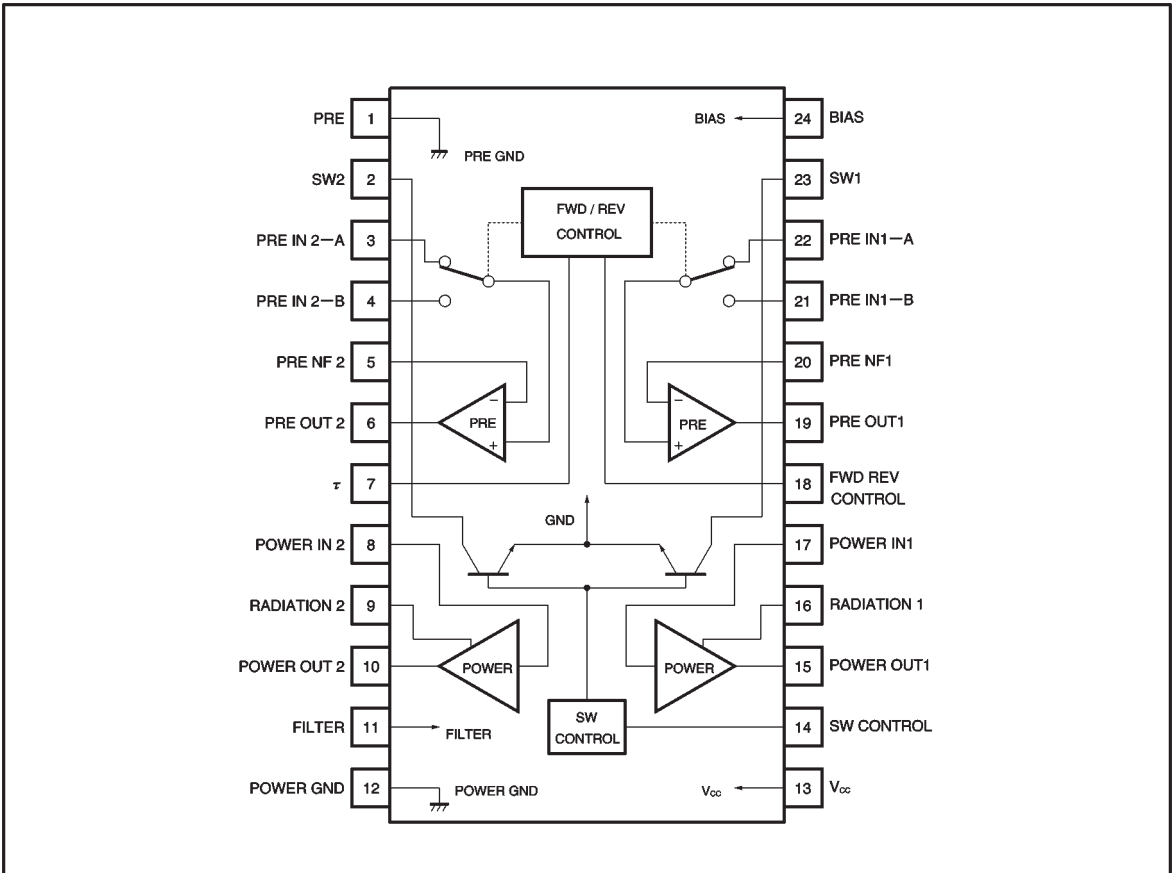 PRE 1
PRE GND
SW2 2
PRE IN 2－A 3
PRE IN 2－B 4
PRE NF 2 5
PRE OUT 2 6
τ 7
POWER IN 2 8
RADIATION 2 9
POWER OUT 2 10
FILTER 11
FILTER
POWER GND 12
POWER GND
FWD / REV
CONTROL
－
PRE
+
－
PRE
+
GND
POWER
POWER
SW
CONTROL
BIAS
24 BIAS
23 SW1
22 PRE IN1－A
21 PRE IN1－B
20 PRE NF1
19 PRE OUT1
18 FWD REV
CONTROL
17 POWER IN1
16 RADIATION 1
15 POWER OUT1
14 SW CONTROL
Vcc
13 Vcc